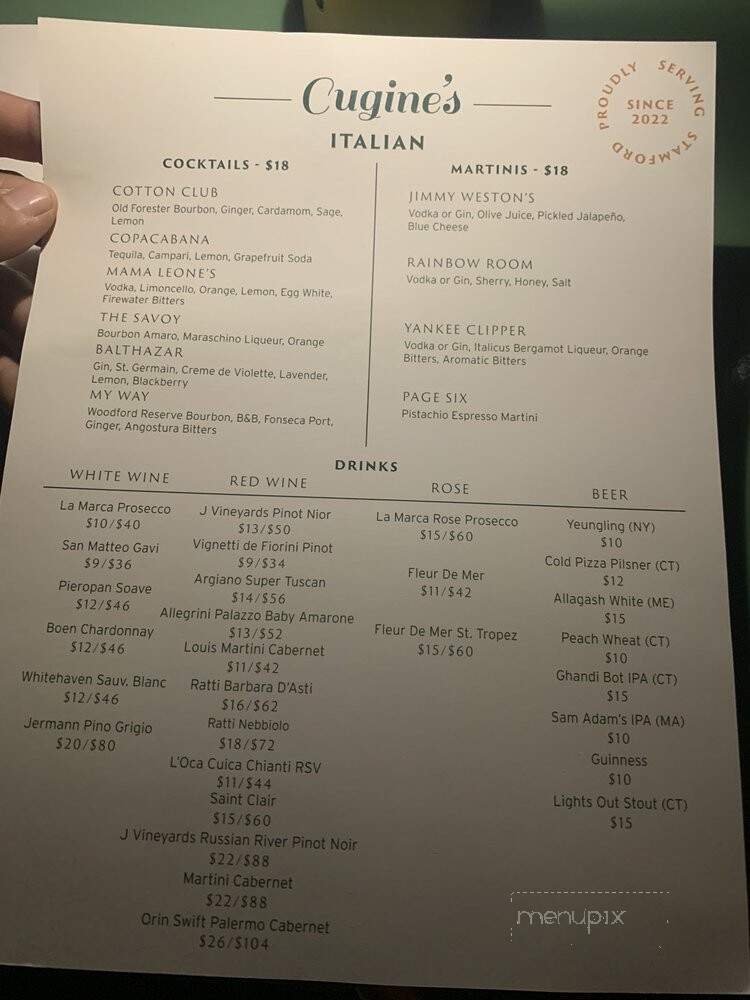 Cugine's
ITALIAN
PROUDLY SERVING STAMFORD
SINCE
2022
COCKTAILS - $18
COTTON CLUB
Old Forester Bourbon, Ginger, Cardamom, Sage,
Lemon
COPACABANA
Tequila, Campari, Lemon, Grapefruit Soda
MAMA LEONE'S
Vodka, Limoncello, Orange, Lemon, Egg White,
Firewater Bitters
THE SAVOY
Bourbon Amaro, Maraschino Liqueur, Orange
BALTHAZAR
Gin, St. Germain, Creme de Violette, Lavender,
Lemon, Blackberry
MY WAY
Woodford Reserve Bourbon, B&B, Fonseca Port,
Ginger, Angostura Bitters
MARTINIS - $18
JIMMY WESTON'S
Vodka or Gin, Olive Juice, Pickled Jalapeño,
Blue Cheese
RAINBOW ROOM
Vodka or Gin, Sherry, Honey, Salt
YANKEE CLIPPER
Vodka or Gin, Italicus Bergamot Liqueur, Orange
Bitters, Aromatic Bitters
PAGE SIX
Pistachio Espresso Martini
DRINKS
WHITE WINE
La Marca Prosecco
$10/$40
San Matteo Gavi
$9/$36
Pieropan Soave
$12/$46
Boen Chardonnay
$12/$46
Whitehaven Sauv. Blanc
$12/$46
Jermann Pino Grigio
$20/$80
RED WINE
J Vineyards Pinot Nior
$13/$50
Vignetti de Fiorini Pinot
$9/$34
Argiano Super Tuscan
$14/$56
Allegrini Palazzo Baby Amarone
$13/$52
Louis Martini Cabernet
$11/$42
Ratti Barbara D'Asti
$16/$62
Ratti Nebbiolo
$18/$72
L'Oca Cuica Chianti RSV
$11/$44
Saint Clair
$15/$60
J Vineyards Russian River Pinot Noir
$22/$88
Martini Cabernet
$22/$88
Orin Swift Palermo Cabernet
$26/$104
ROSE
La Marca Rose Prosecco
$15/$60
Fleur De Mer
$11/$42
Fleur De Mer St. Tropez
$15/$60
BEER
Yeungling (NY)
$10
Cold Pizza Pilsner (CT)
$12
Allagash White (ME)
$15
Peach Wheat (CT)
$10
Ghandi Bot IPA (CT)
$15
Sam Adam's IPA (MA)
$10
Guinness
$10
Lights Out Stout (CT)
$15
menupix